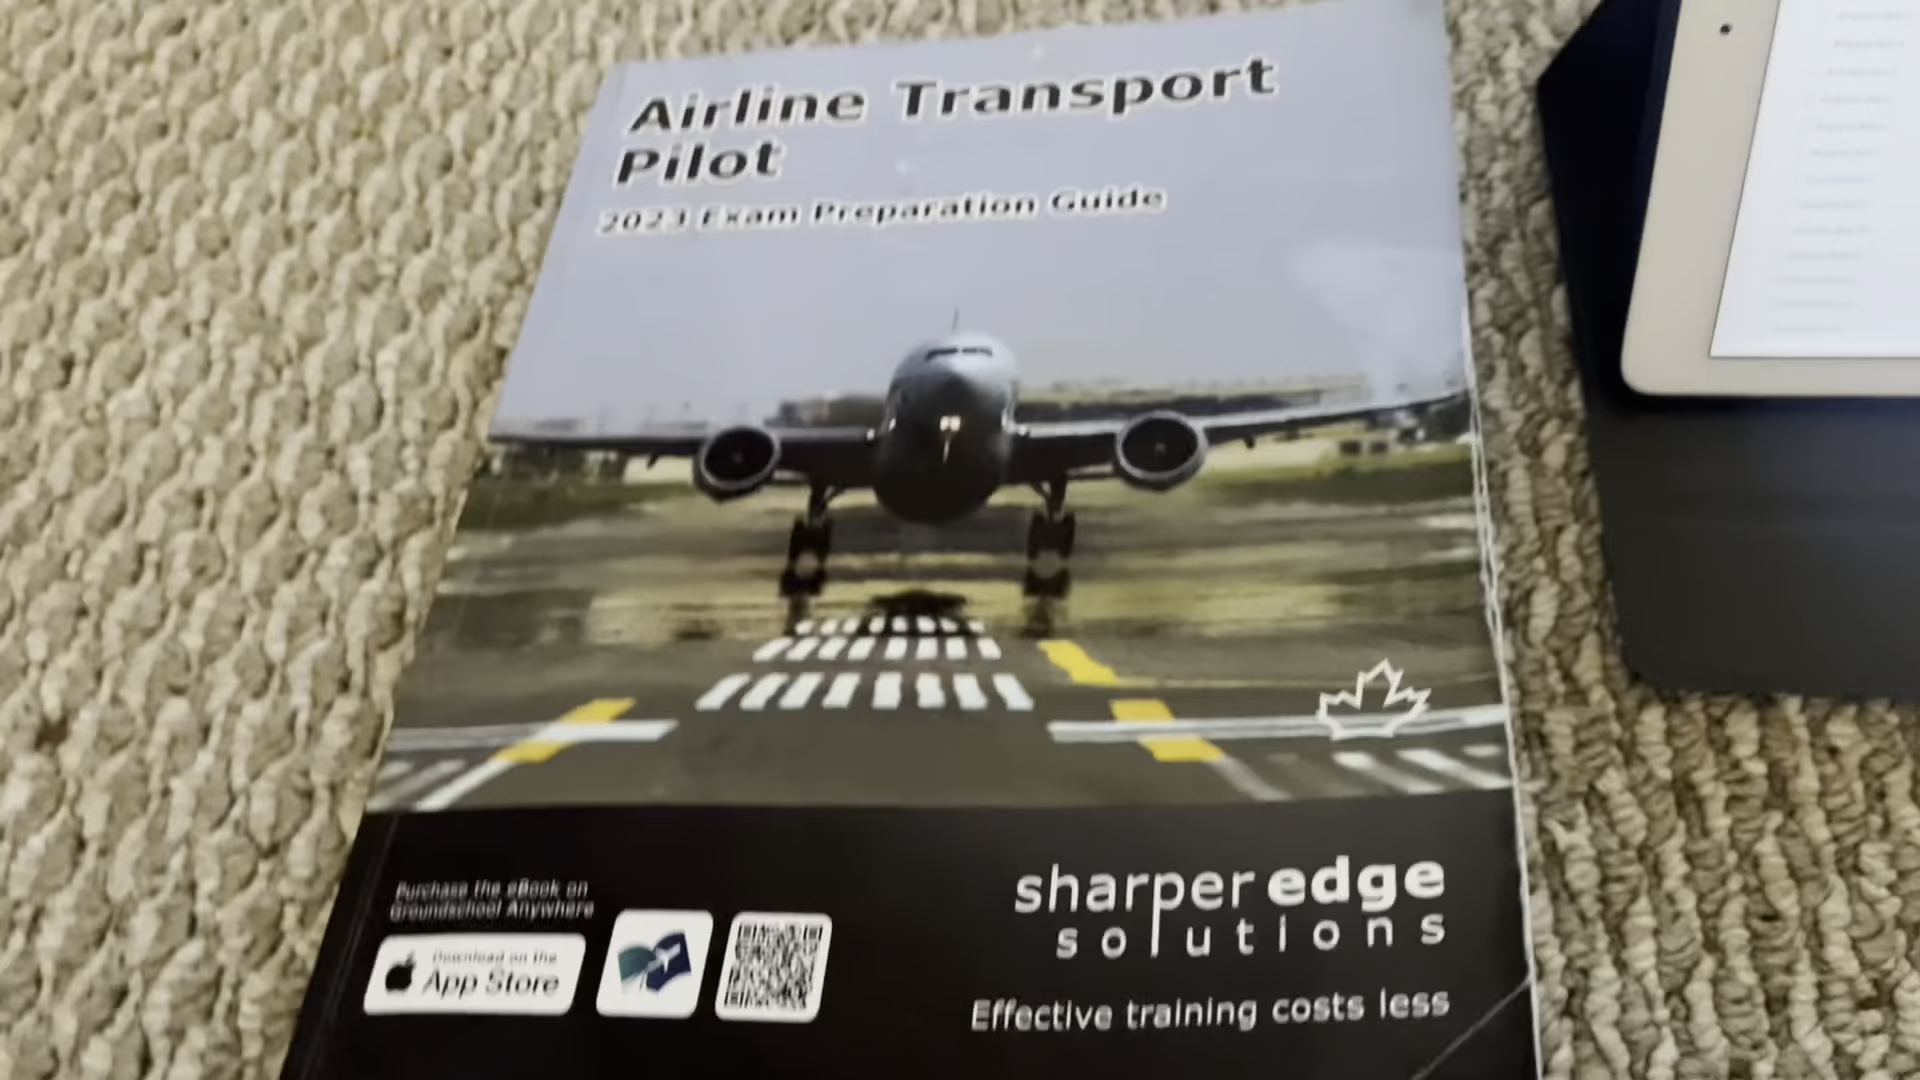 Airline Transport
Pilot
2023 Exam Preparation Guide
Purchase the eBook on
Groundschool Anywhere
Download on the
App Store
sharper edge
solutions
Effective training costs less